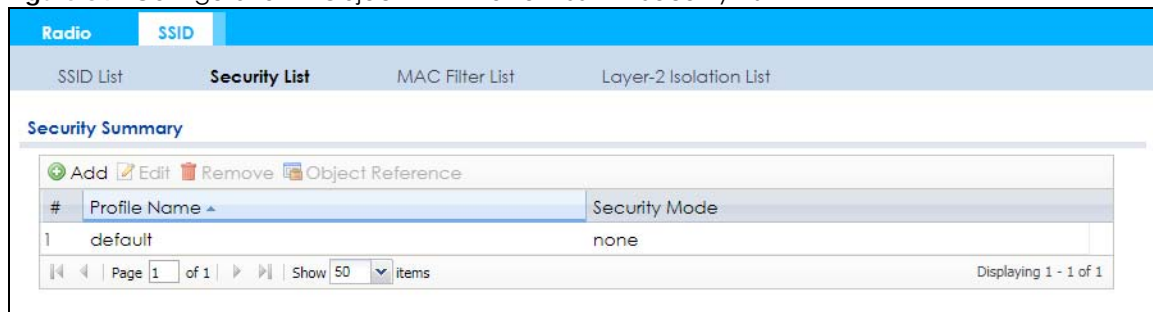 Radio SSID
SSID List Security List MAC Filter List Layer-2 Isolation List
Security Summary
Add Edit Remove Object Reference
# Profile Name Security Mode
1 default none
Page 1 of 1 Show 50 items Displaying 1 - 1 of 1